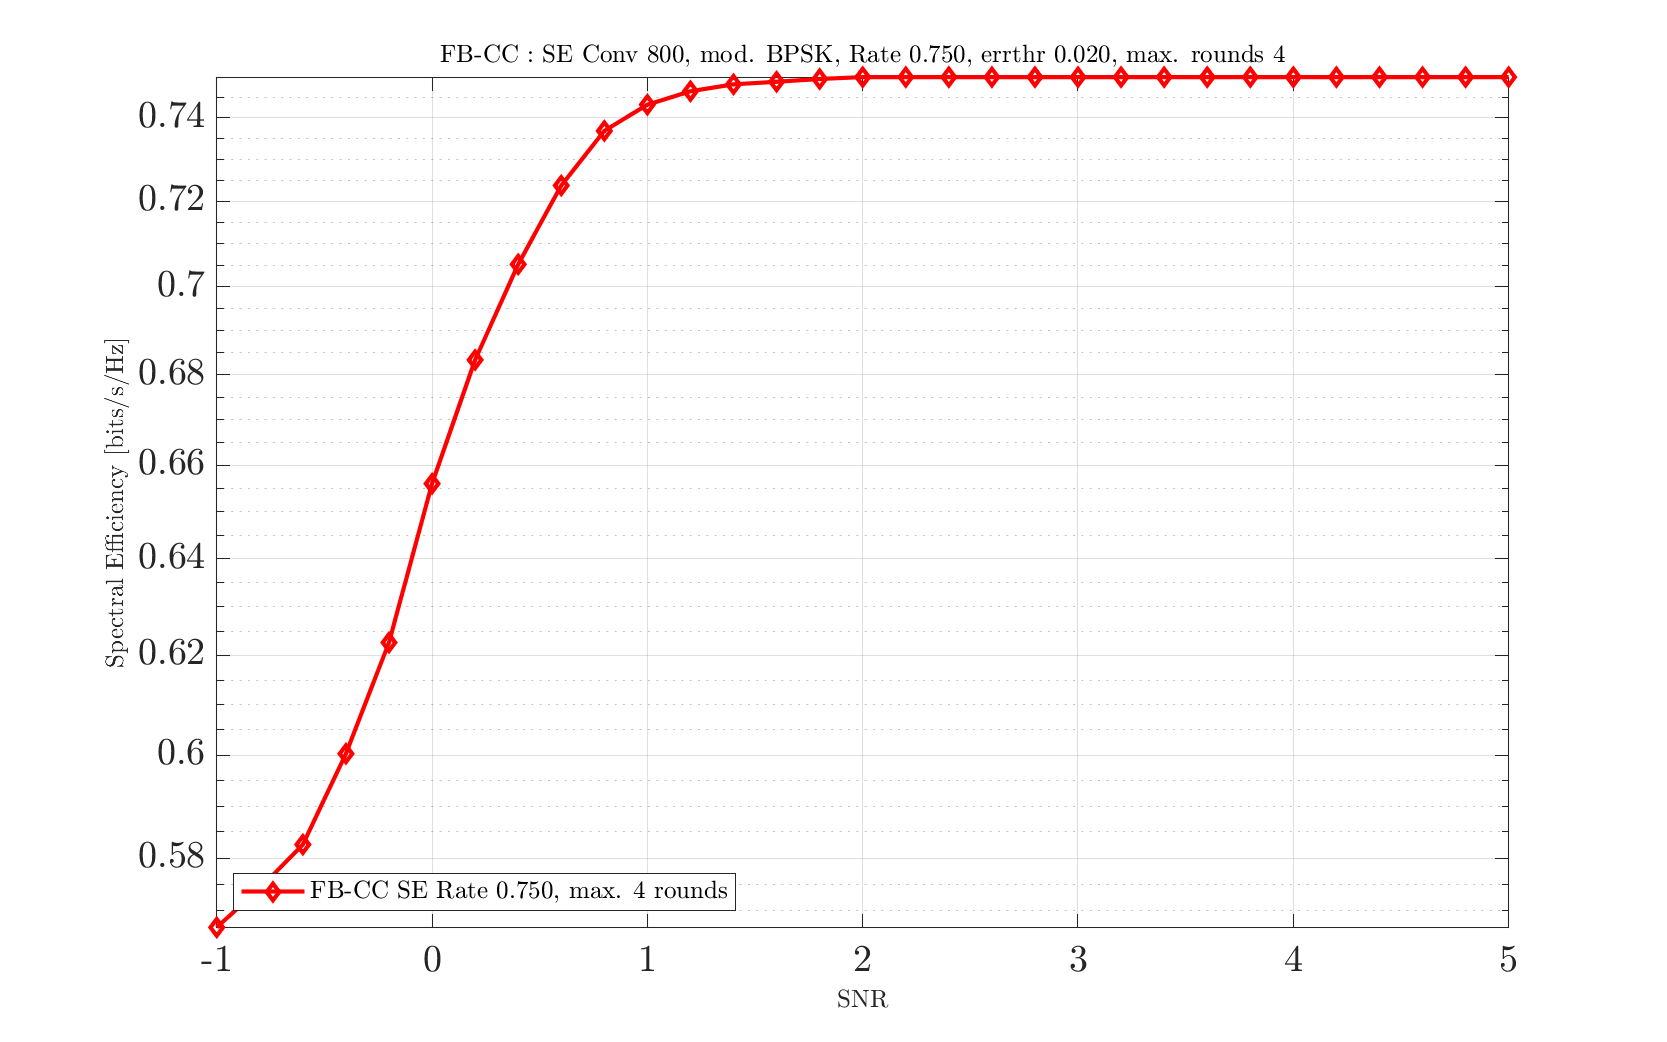 FB-CC : SE Conv 800, mod. BPSK, Rate 0.750, errthr 0.020, max. rounds 4
Spectral Efficiency [bits/s/Hz]
0.74
0.72
0.7
0.68
0.66
0.64
0.62
0.6
0.58
FB-CC SE Rate 0.750, max. 4 rounds
-1 0 1 2 3 4 5
SNR